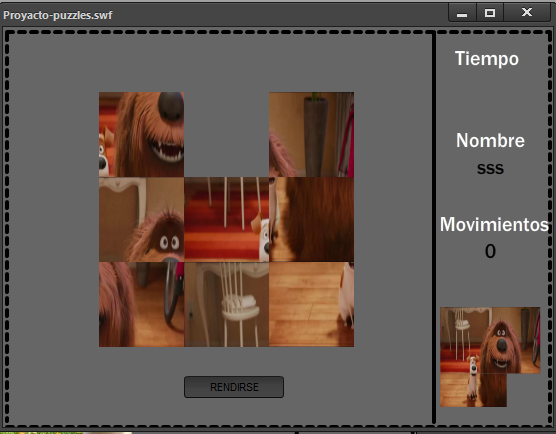 Proyacto-puzzles.swf
Tiempo
Nombre
sss
Movimientos
0
RENDIRSE